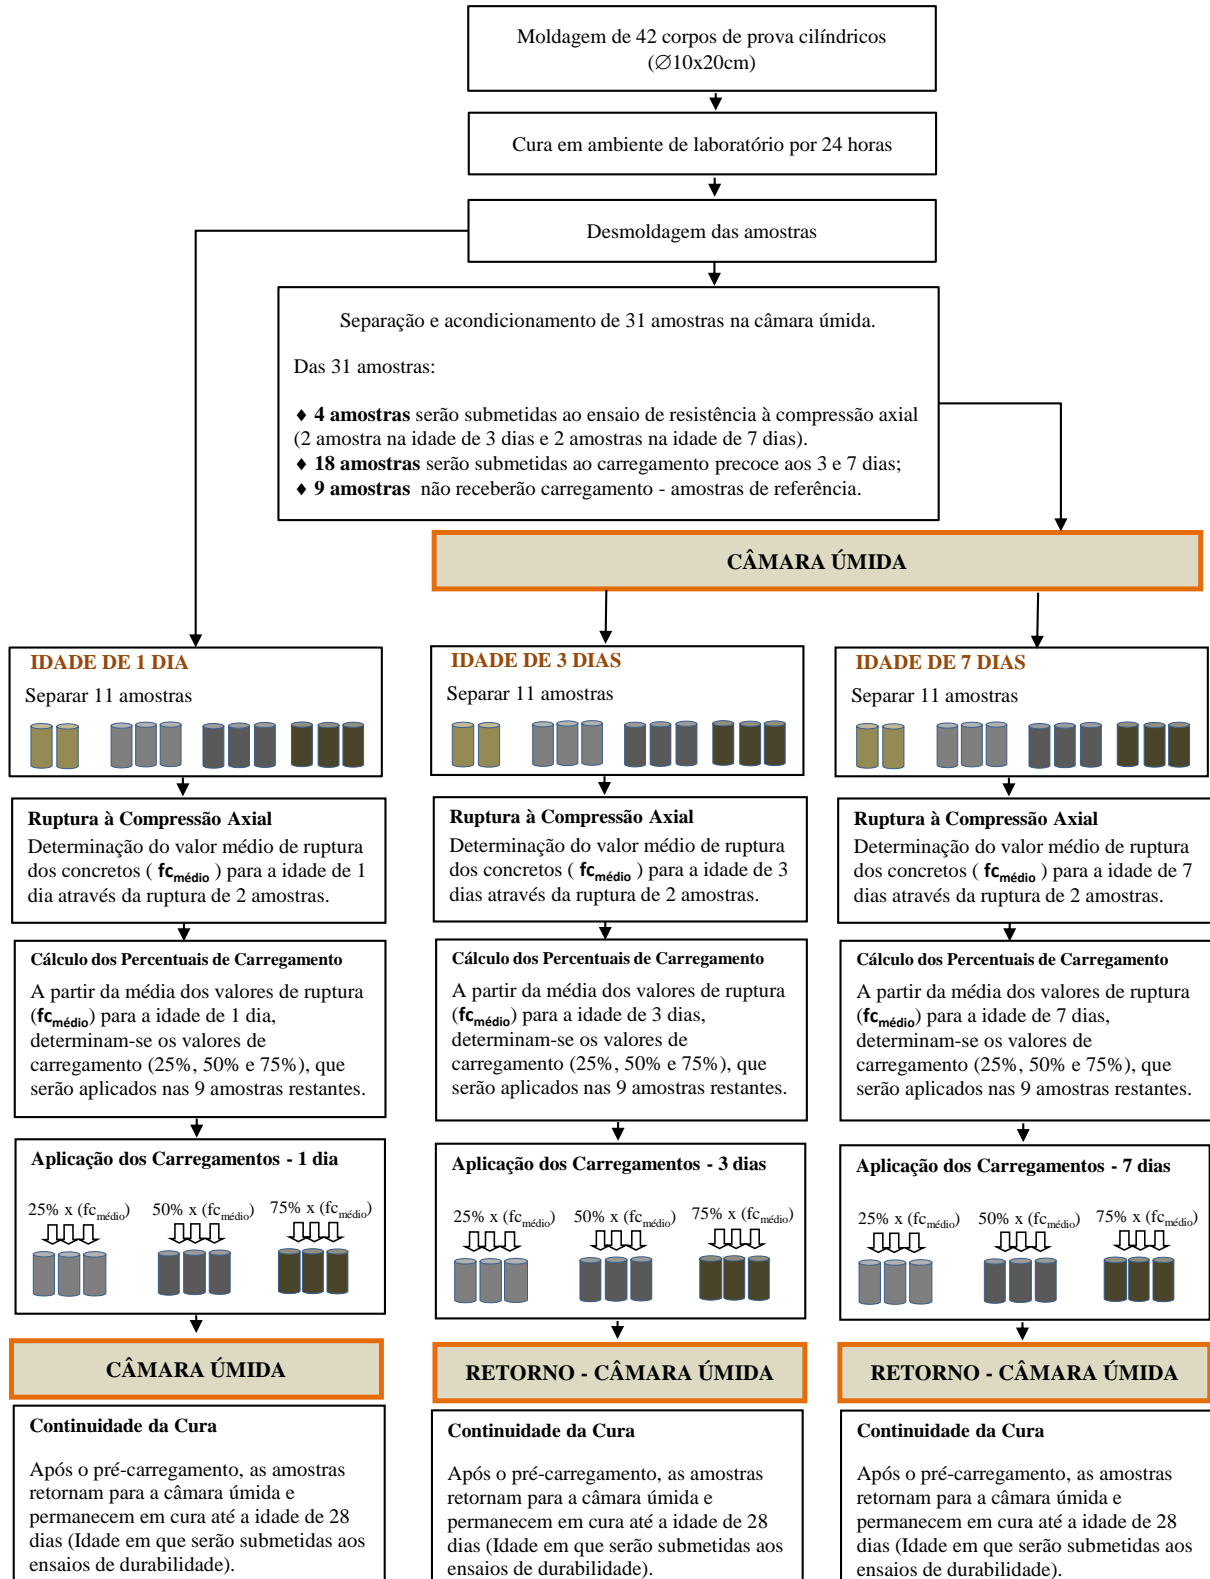 Moldagem de 42 corpos de prova cilíndricos
(∅10x20cm)
Cura em ambiente de laboratório por 24 horas
Desmoldagem das amostras
Separação e acondicionamento de 31 amostras na câmara úmida.
Das 31 amostras:
♦ 4 amostras serão submetidas ao ensaio de resistência à compressão axial
(2 amostra na idade de 3 dias e 2 amostras na idade de 7 dias).
♦ 18 amostras serão submetidas ao carregamento precoce aos 3 e 7 dias;
♦ 9 amostras não receberão carregamento - amostras de referência.
CÂMARA ÚMIDA
IDADE DE 1 DIA
Separar 11 amostras
Ruptura à Compressão Axial
Determinação do valor médio de ruptura
dos concretos ( fcmédio ) para a idade de 1
dia através da ruptura de 2 amostras.
Cálculo dos Percentuais de Carregamento
A partir da média dos valores de ruptura
(fcmédio) para a idade de 1 dia,
determinam-se os valores de
carregamento (25%, 50% e 75%), que
serão aplicados nas 9 amostras restantes.
Aplicação dos Carregamentos - 1 dia
25% x (fcmédio) 50% x (fcmédio) 75% x (fcmédio)
CÂMARA ÚMIDA
Continuidade da Cura
Após o pré-carregamento, as amostras
retornam para a câmara úmida e
permanecem em cura até a idade de 28
dias (Idade em que serão submetidas aos
ensaios de durabilidade).
IDADE DE 3 DIAS
Separar 11 amostras
Ruptura à Compressão Axial
Determinação do valor médio de ruptura
dos concretos ( fcmédio ) para a idade de 3
dias através da ruptura de 2 amostras.
Cálculo dos Percentuais de Carregamento
A partir da média dos valores de ruptura
(fcmédio) para a idade de 3 dias,
determinam-se os valores de
carregamento (25%, 50% e 75%), que
serão aplicados nas 9 amostras restantes.
Aplicação dos Carregamentos - 3 dias
25% x (fcmédio) 50% x (fcmédio) 75% x (fcmédio)
RETORNO - CÂMARA ÚMIDA
Continuidade da Cura
Após o pré-carregamento, as amostras
retornam para a câmara úmida e
permanecem em cura até a idade de 28
dias (Idade em que serão submetidas aos
ensaios de durabilidade).
IDADE DE 7 DIAS
Separar 11 amostras
Ruptura à Compressão Axial
Determinação do valor médio de ruptura
dos concretos ( fcmédio ) para a idade de 7
dias através da ruptura de 2 amostras.
Cálculo dos Percentuais de Carregamento
A partir da média dos valores de ruptura
(fcmédio) para a idade de 7 dias,
determinam-se os valores de
carregamento (25%, 50% e 75%), que
serão aplicados nas 9 amostras restantes.
Aplicação dos Carregamentos - 7 dias
25% x (fcmédio) 50% x (fcmédio) 75% x (fcmédio)
RETORNO - CÂMARA ÚMIDA
Continuidade da Cura
Após o pré-carregamento, as amostras
retornam para a câmara úmida e
permanecem em cura até a idade de 28
dias (Idade em que serão submetidas aos
ensaios de durabilidade).